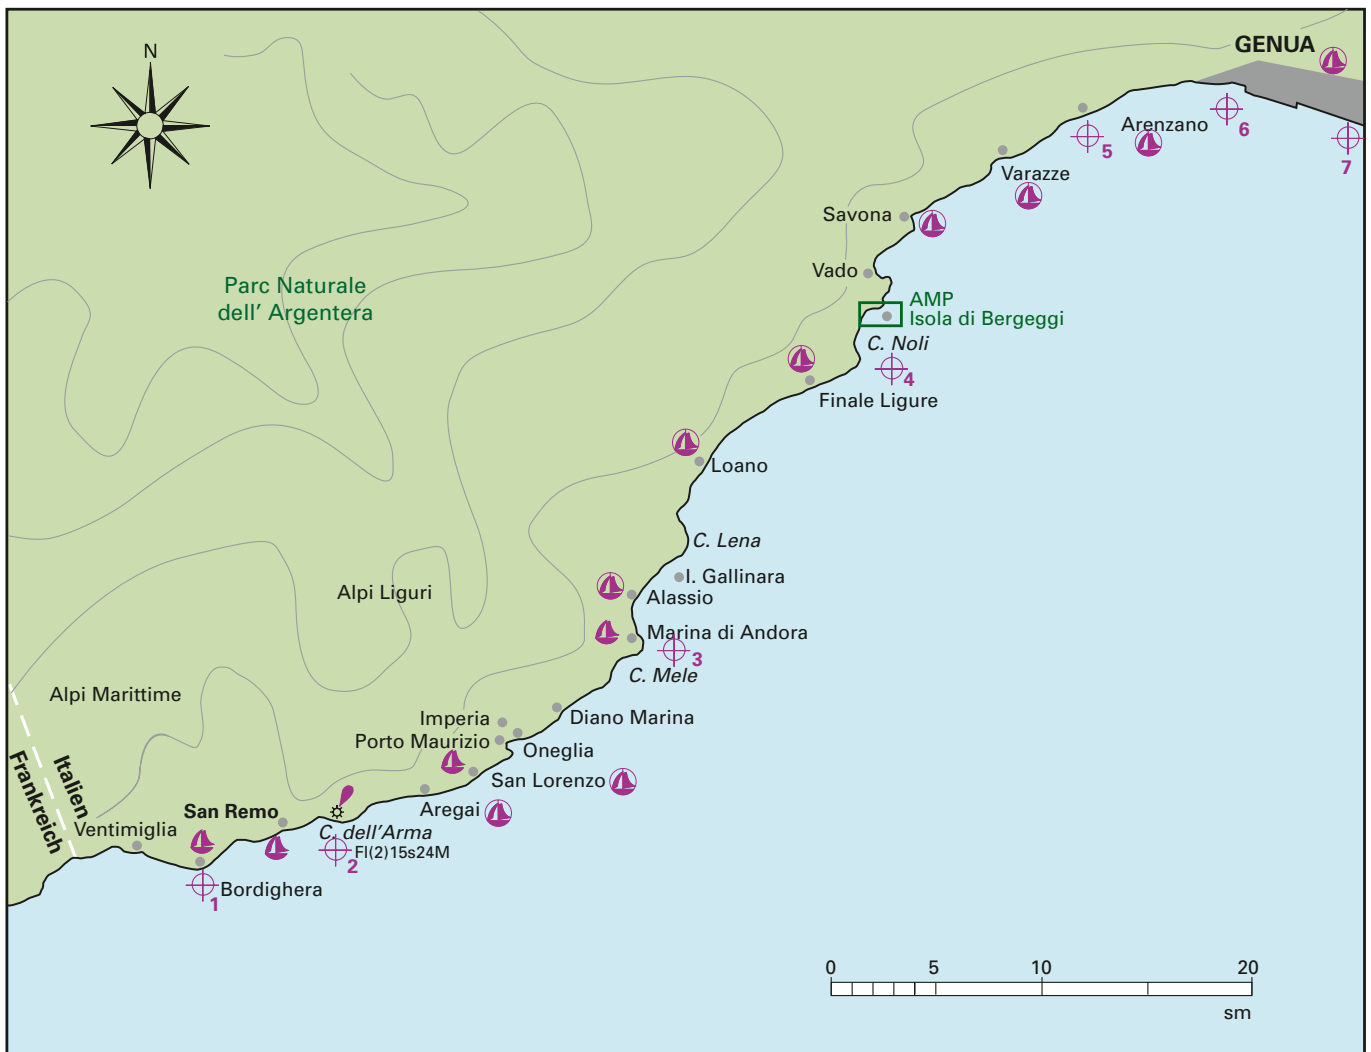 N
GENUA
Arenzano
6
5
7
Varazze
Savona
Vado
Parc Naturale
dell' Argentera
AMP
Isola di Bergeggi
C. Noli
4
Finale Ligure
Loano
C. Lena
I. Gallinara
Alpi Liguri
Alassio
Marina di Andora
3
C. Mele
Alpi Marittime
Imperia
Diano Marina
Porto Maurizio
Oneglia
Italien
Frankreich
San Lorenzo
San Remo
Aregai
Ventimiglia
C. dell'Arma
Fl(2)15s24M
2
Bordighera
1
0 5 10 20
sm